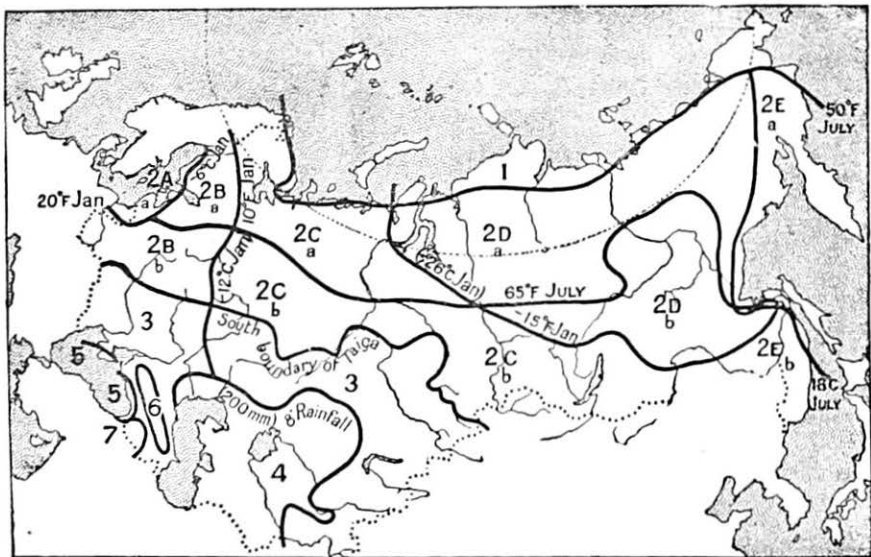 50°F
JULY
2E
a
1
6°C Jan
2A
a
2B
a
10°F Jan
20°F Jan
2C
a
2D
a
2B
b
-12°C Jan
(-26°C Jan)
65°F JULY
2C
b
2D
b
-15°F Jan
3
South boundary of Taiga
3
2C
b
2E
b
18C
JULY
5
5
6
(200mm) 8 Rainfall
7
4